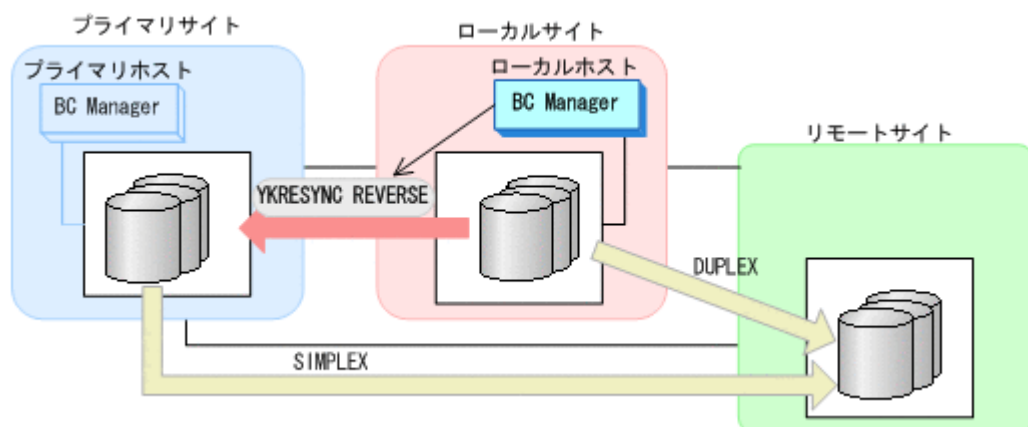 プライマリサイト
プライマリホスト
BC Manager
ローカルサイト
ローカルホスト
BC Manager
リモートサイト
YKRESYNC REVERSE
DUPLEX
SIMPLEX